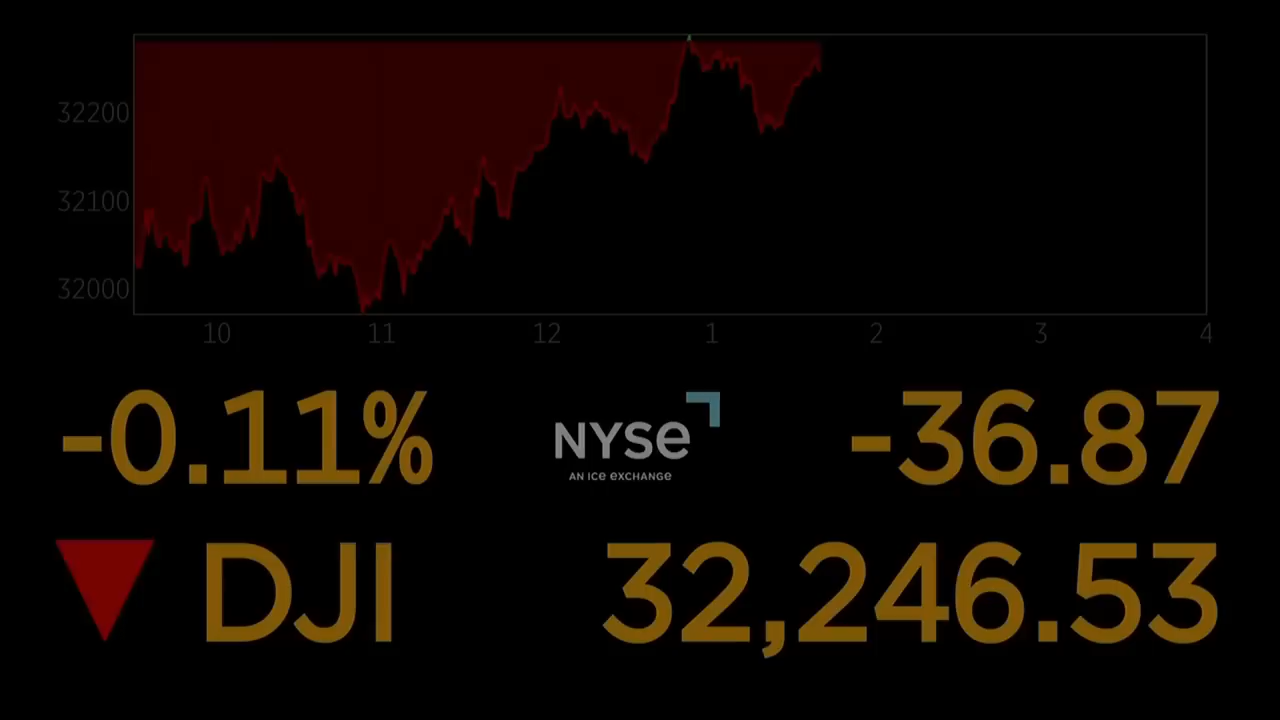 32200
32100
32000
10 11 12 1 2 3 4
-0.11% NYSE -36.87
AN ICE EXCHANGE
DJI 32,246.53